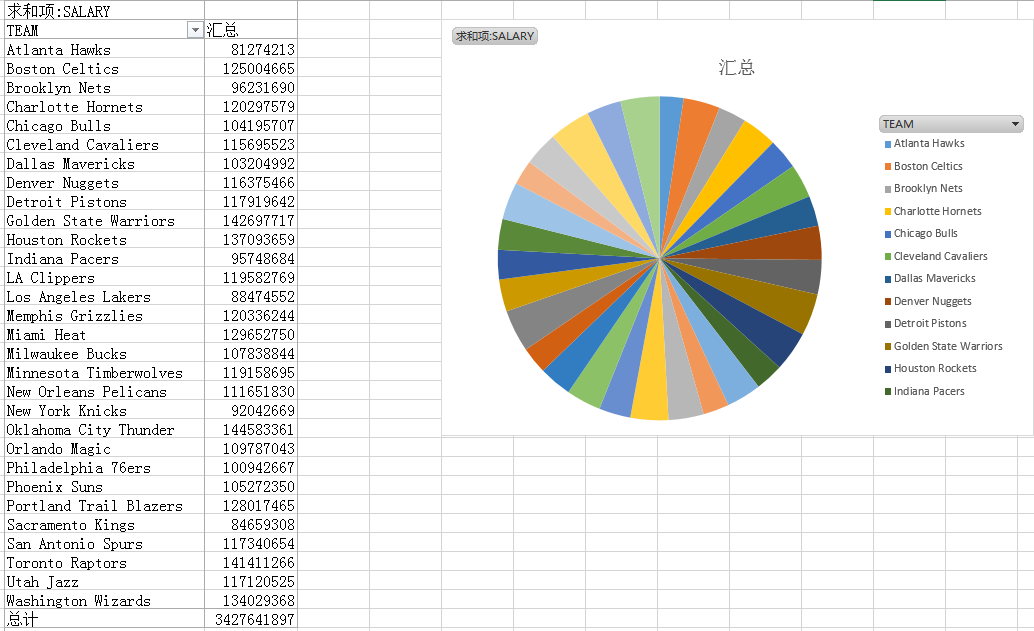 求和项:SALARY
TEAM 汇总
Atlanta Hawks 81274213
Boston Celtics 125004665
Brooklyn Nets 96231690
Charlotte Hornets 120297579
Chicago Bulls 104195707
Cleveland Cavaliers 115695523
Dallas Mavericks 103204992
Denver Nuggets 116375466
Detroit Pistons 117919642
Golden State Warriors 142697717
Houston Rockets 137093659
Indiana Pacers 95748684
LA Clippers 119582769
Los Angeles Lakers 88474552
Memphis Grizzlies 120336244
Miami Heat 129652750
Milwaukee Bucks 107838844
Minnesota Timberwolves 119158695
New Orleans Pelicans 111651830
New York Knicks 92042669
Oklahoma City Thunder 144583361
Orlando Magic 109787043
Philadelphia 76ers 100942667
Phoenix Suns 105272350
Portland Trail Blazers 128017465
Sacramento Kings 84659308
San Antonio Spurs 117340654
Toronto Raptors 141411266
Utah Jazz 117120525
Washington Wizards 134029368
总计 3427641897
求和项:SALARY
汇总
TEAM
Atlanta Hawks
Boston Celtics
Brooklyn Nets
Charlotte Hornets
Chicago Bulls
Cleveland Cavaliers
Dallas Mavericks
Denver Nuggets
Detroit Pistons
Golden State Warriors
Houston Rockets
Indiana Pacers